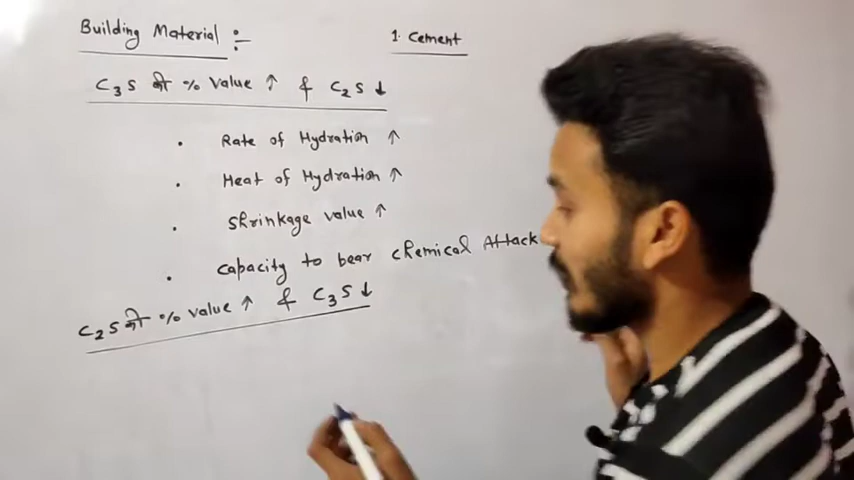 Building Material :-
1. Cement
C₃S की % value ↑ & C₂S ↓
• Rate of Hydration ↑
• Heat of Hydration ↑
• Shrinkage value ↑
• capacity to bear chemical Attack
C₂S की % value ↑ & C₃S ↓